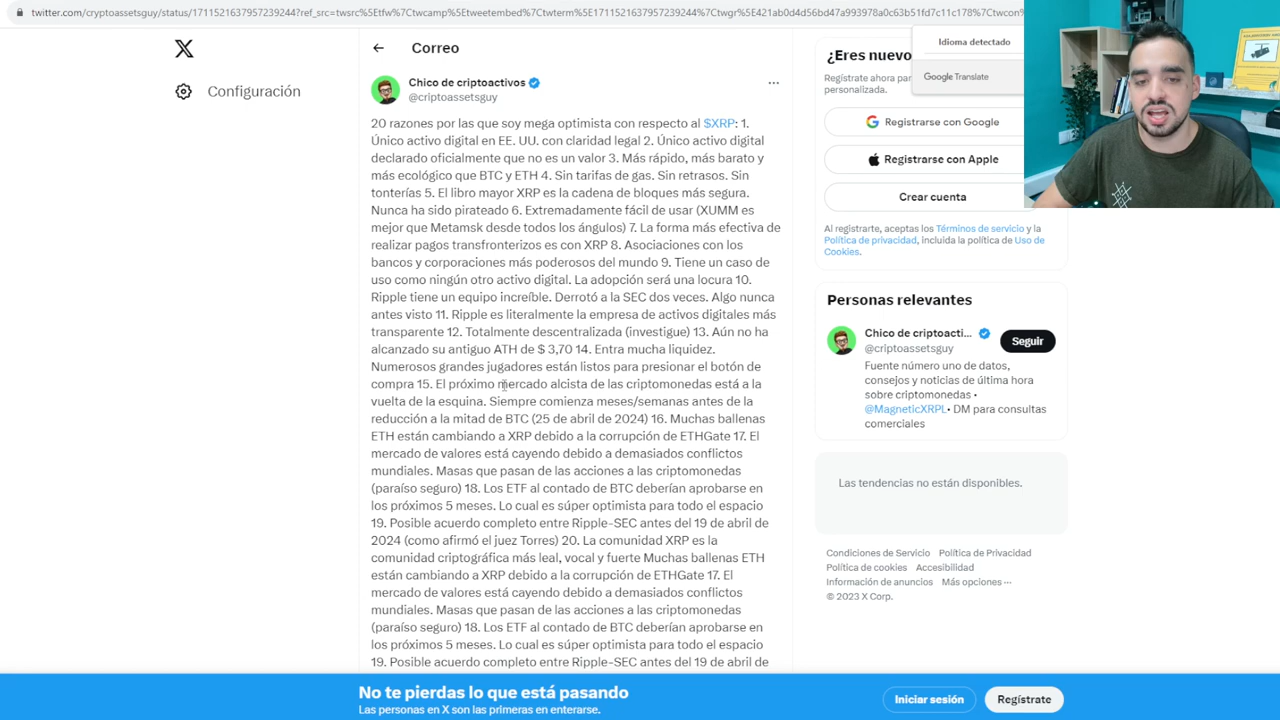 twitter.com/cryptoassetsguy/status/1711521637957239244?ref_src=twsrc%5Etfw%7Ctwcamp%5Etweetembed%7Ctwterm%5E1711521637957239244%7Ctwgr%5E421ab0d4d56bd47a993978a0c63b51fd7c11c178%7Ctwcon%5
Idioma detectado
Google Translate
Configuración
Correo
Chico de criptoactivos
@criptoassetsguy
20 razones por las que soy mega optimista con respecto al $XRP: 1.
Único activo digital en EE. UU. con claridad legal 2. Único activo digital
declarado oficialmente que no es un valor 3. Más rápido, más barato y
más ecológico que BTC y ETH 4. Sin tarifas de gas. Sin retrasos. Sin
tonterías 5. El libro mayor XRP es la cadena de bloques más segura.
Nunca ha sido pirateado 6. Extremadamente fácil de usar (XUMM es
mejor que Metamsk desde todos los ángulos) 7. La forma más efectiva de
realizar pagos transfronterizos es con XRP 8. Asociaciones con los
bancos y corporaciones más poderosos del mundo 9. Tiene un caso de
uso como ningún otro activo digital. La adopción será una locura 10.
Ripple tiene un equipo increíble. Derrotó a la SEC dos veces. Algo nunca
antes visto 11. Ripple es literalmente la empresa de activos digitales más
transparente 12. Totalmente descentralizada (investigue) 13. Aún no ha
alcanzado su antiguo ATH de $ 3,70 14. Entra mucha liquidez.
Numerosos grandes jugadores están listos para presionar el botón de
compra 15. El próximo mercado alcista de las criptomonedas está a la
vuelta de la esquina. Siempre comienza meses/semanas antes de la
reducción a la mitad de BTC (25 de abril de 2024) 16. Muchas ballenas
ETH están cambiando a XRP debido a la corrupción de ETHGate 17. El
mercado de valores está cayendo debido a demasiados conflictos
mundiales. Masas que pasan de las acciones a las criptomonedas
(paraíso seguro) 18. Los ETF al contado de BTC deberían aprobarse en
los próximos 5 meses. Lo cual es súper optimista para todo el espacio
19. Posible acuerdo completo entre Ripple-SEC antes del 19 de abril de
2024 (como afirmó el juez Torres) 20. La comunidad XRP es la
comunidad criptográfica más leal, vocal y fuerte Muchas ballenas ETH
están cambiando a XRP debido a la corrupción de ETHGate 17. El
mercado de valores está cayendo debido a demasiados conflictos
mundiales. Masas que pasan de las acciones a las criptomonedas
(paraíso seguro) 18. Los ETF al contado de BTC deberían aprobarse en
los próximos 5 meses. Lo cual es súper optimista para todo el espacio
19. Posible acuerdo completo entre Ripple-SEC antes del 19 de abril de
¿Eres nuevo
Regístrate ahora par
personalizada.
Registrarse con Google
Registrarse con Apple
Crear cuenta
Al registrarte, aceptas los Términos de servicio y la
Política de privacidad, incluida la política de Uso de
Cookies.
Personas relevantes
Chico de criptoacti...
@criptoassetsguy
Seguir
Fuente número uno de datos,
consejos y noticias de última hora
sobre criptomonedas •
@MagneticXRPL• DM para consultas
comerciales
Las tendencias no están disponibles.
Condiciones de Servicio Política de Privacidad
Política de cookies Accesibilidad
Información de anuncios Más opciones ···
© 2023 X Corp.
No te pierdas lo que está pasando
Las personas en X son las primeras en enterarse.
Iniciar sesión
Regístrate